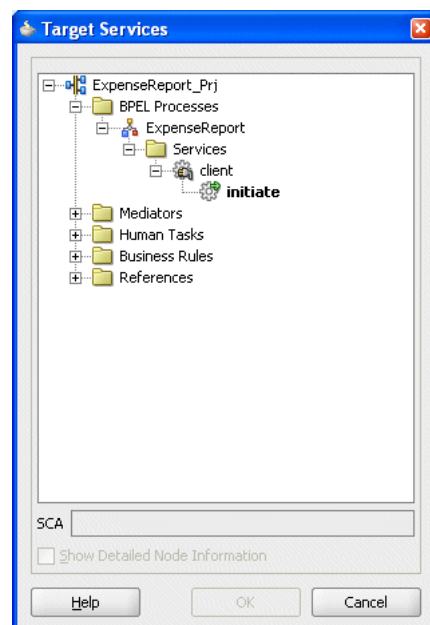 Target Services
ExpenseReport_Prj
BPEL Processes
ExpenseReport
Services
client
initiate
Mediators
Human Tasks
Business Rules
References
SCA
Show Detailed Node Information
Help OK Cancel